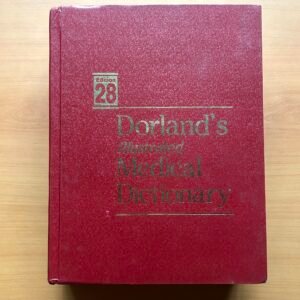 Edition
28
Dorland's
Illustrated
Medical
Dictionary